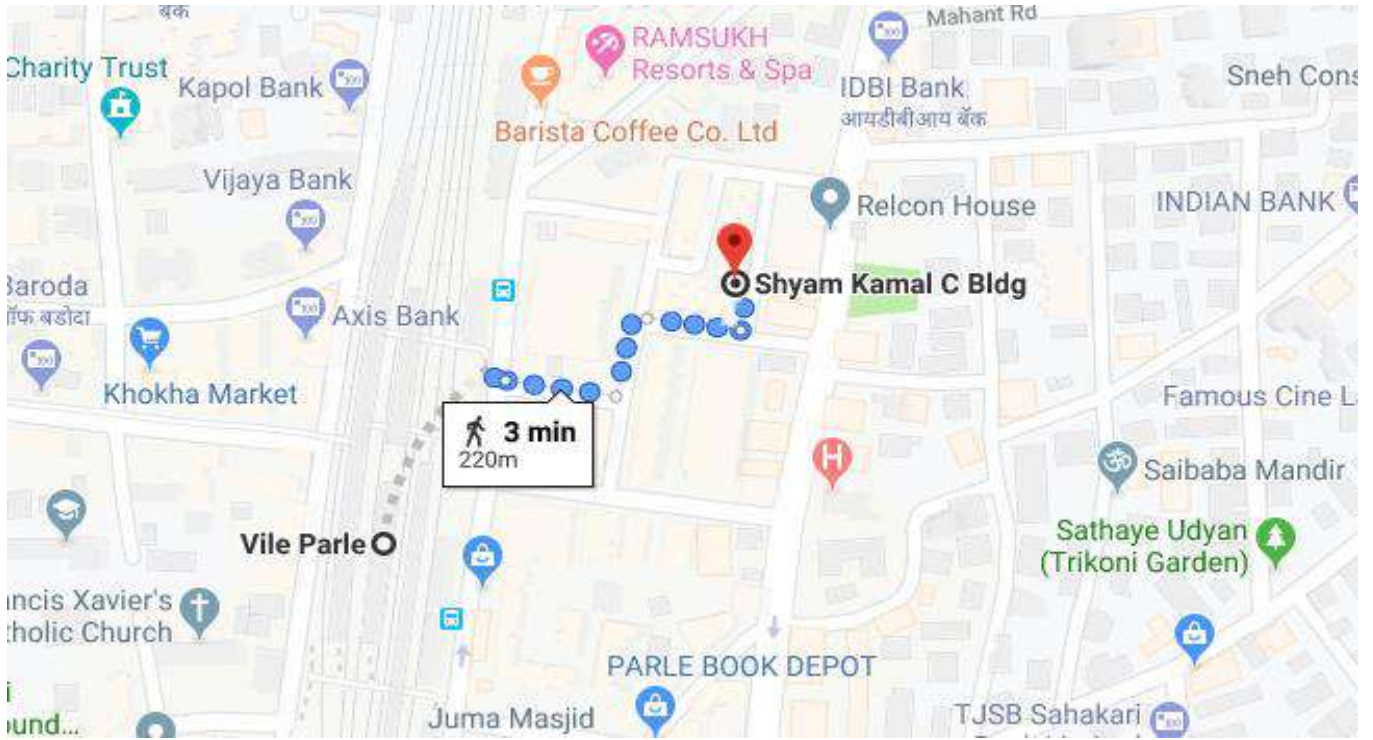 बँक
Mahant Rd
RAMSUKH
Resorts & Spa
Charity Trust
Kapol Bank
IDBI Bank
आयडीबीआय बँक
Sneh Cons
Barista Coffee Co. Ltd
Vijaya Bank
Relcon House
INDIAN BANK
Baroda
ऑफ बडोदा
Axis Bank
Shyam Kamal C Bldg
Khokha Market
Famous Cine L
3 min
220m
H
Saibaba Mandir
Vile Parle
Sathaye Udyan
(Trikoni Garden)
ncis Xavier's
tholic Church
PARLE BOOK DEPOT
Juma Masjid
TJSB Sahakari
ound...